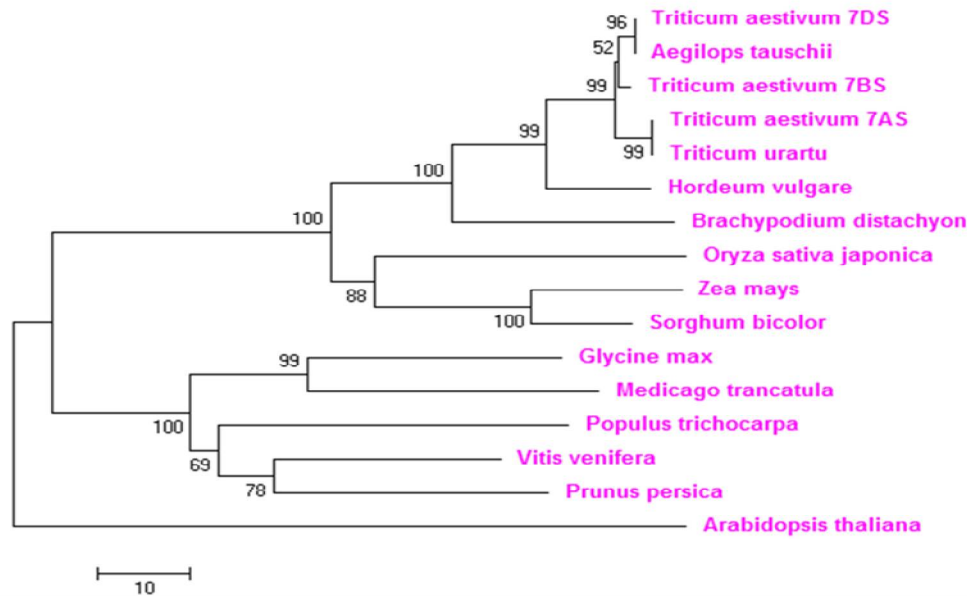 96
Triticum aestivum 7DS
52
Aegilops tauschii
99
Triticum aestivum 7BS
Triticum aestivum 7AS
99
99
Triticum urartu
100
Hordeum vulgare
100
Brachypodium distachyon
Oryza sativa japonica
88
Zea mays
100
Sorghum bicolor
99
Glycine max
Medicago trancatula
100
Populus trichocarpa
69
Vitis venifera
78
Prunus persica
Arabidopsis thaliana
10